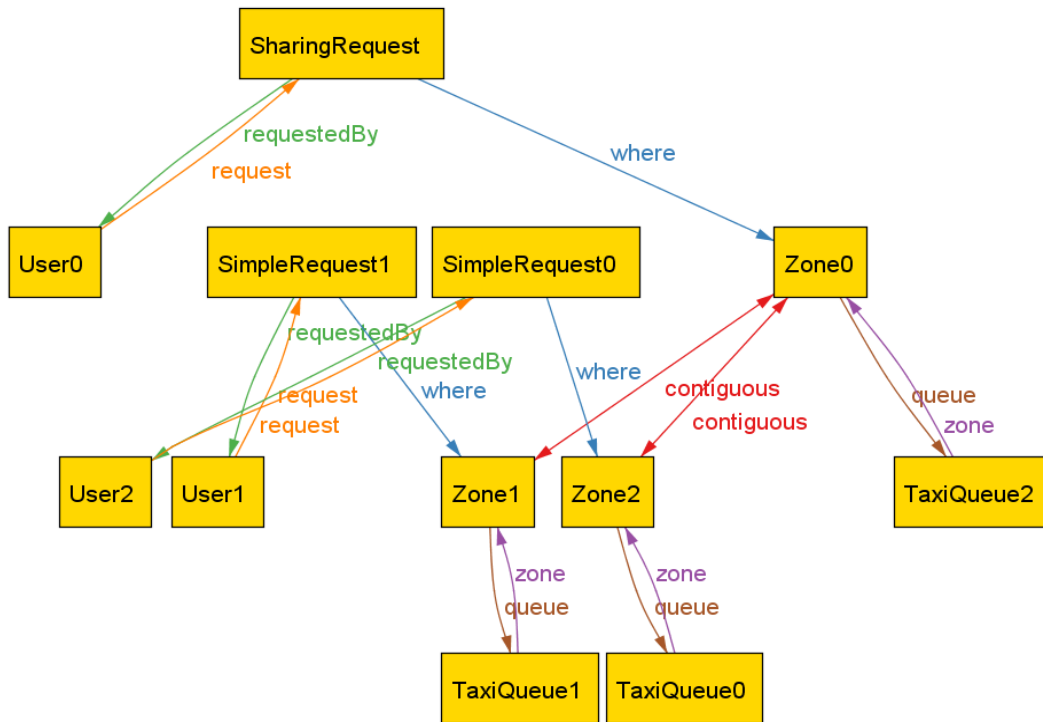 SharingRequest
requestedBy
where
request
User0
SimpleRequest1
SimpleRequest0
Zone0
requestedBy
requestedBy
where
where
contiguous
queue
request
contiguous
zone
request
User2
User1
Zone1
Zone2
TaxiQueue2
zone
zone
queue
queue
TaxiQueue1
TaxiQueue0